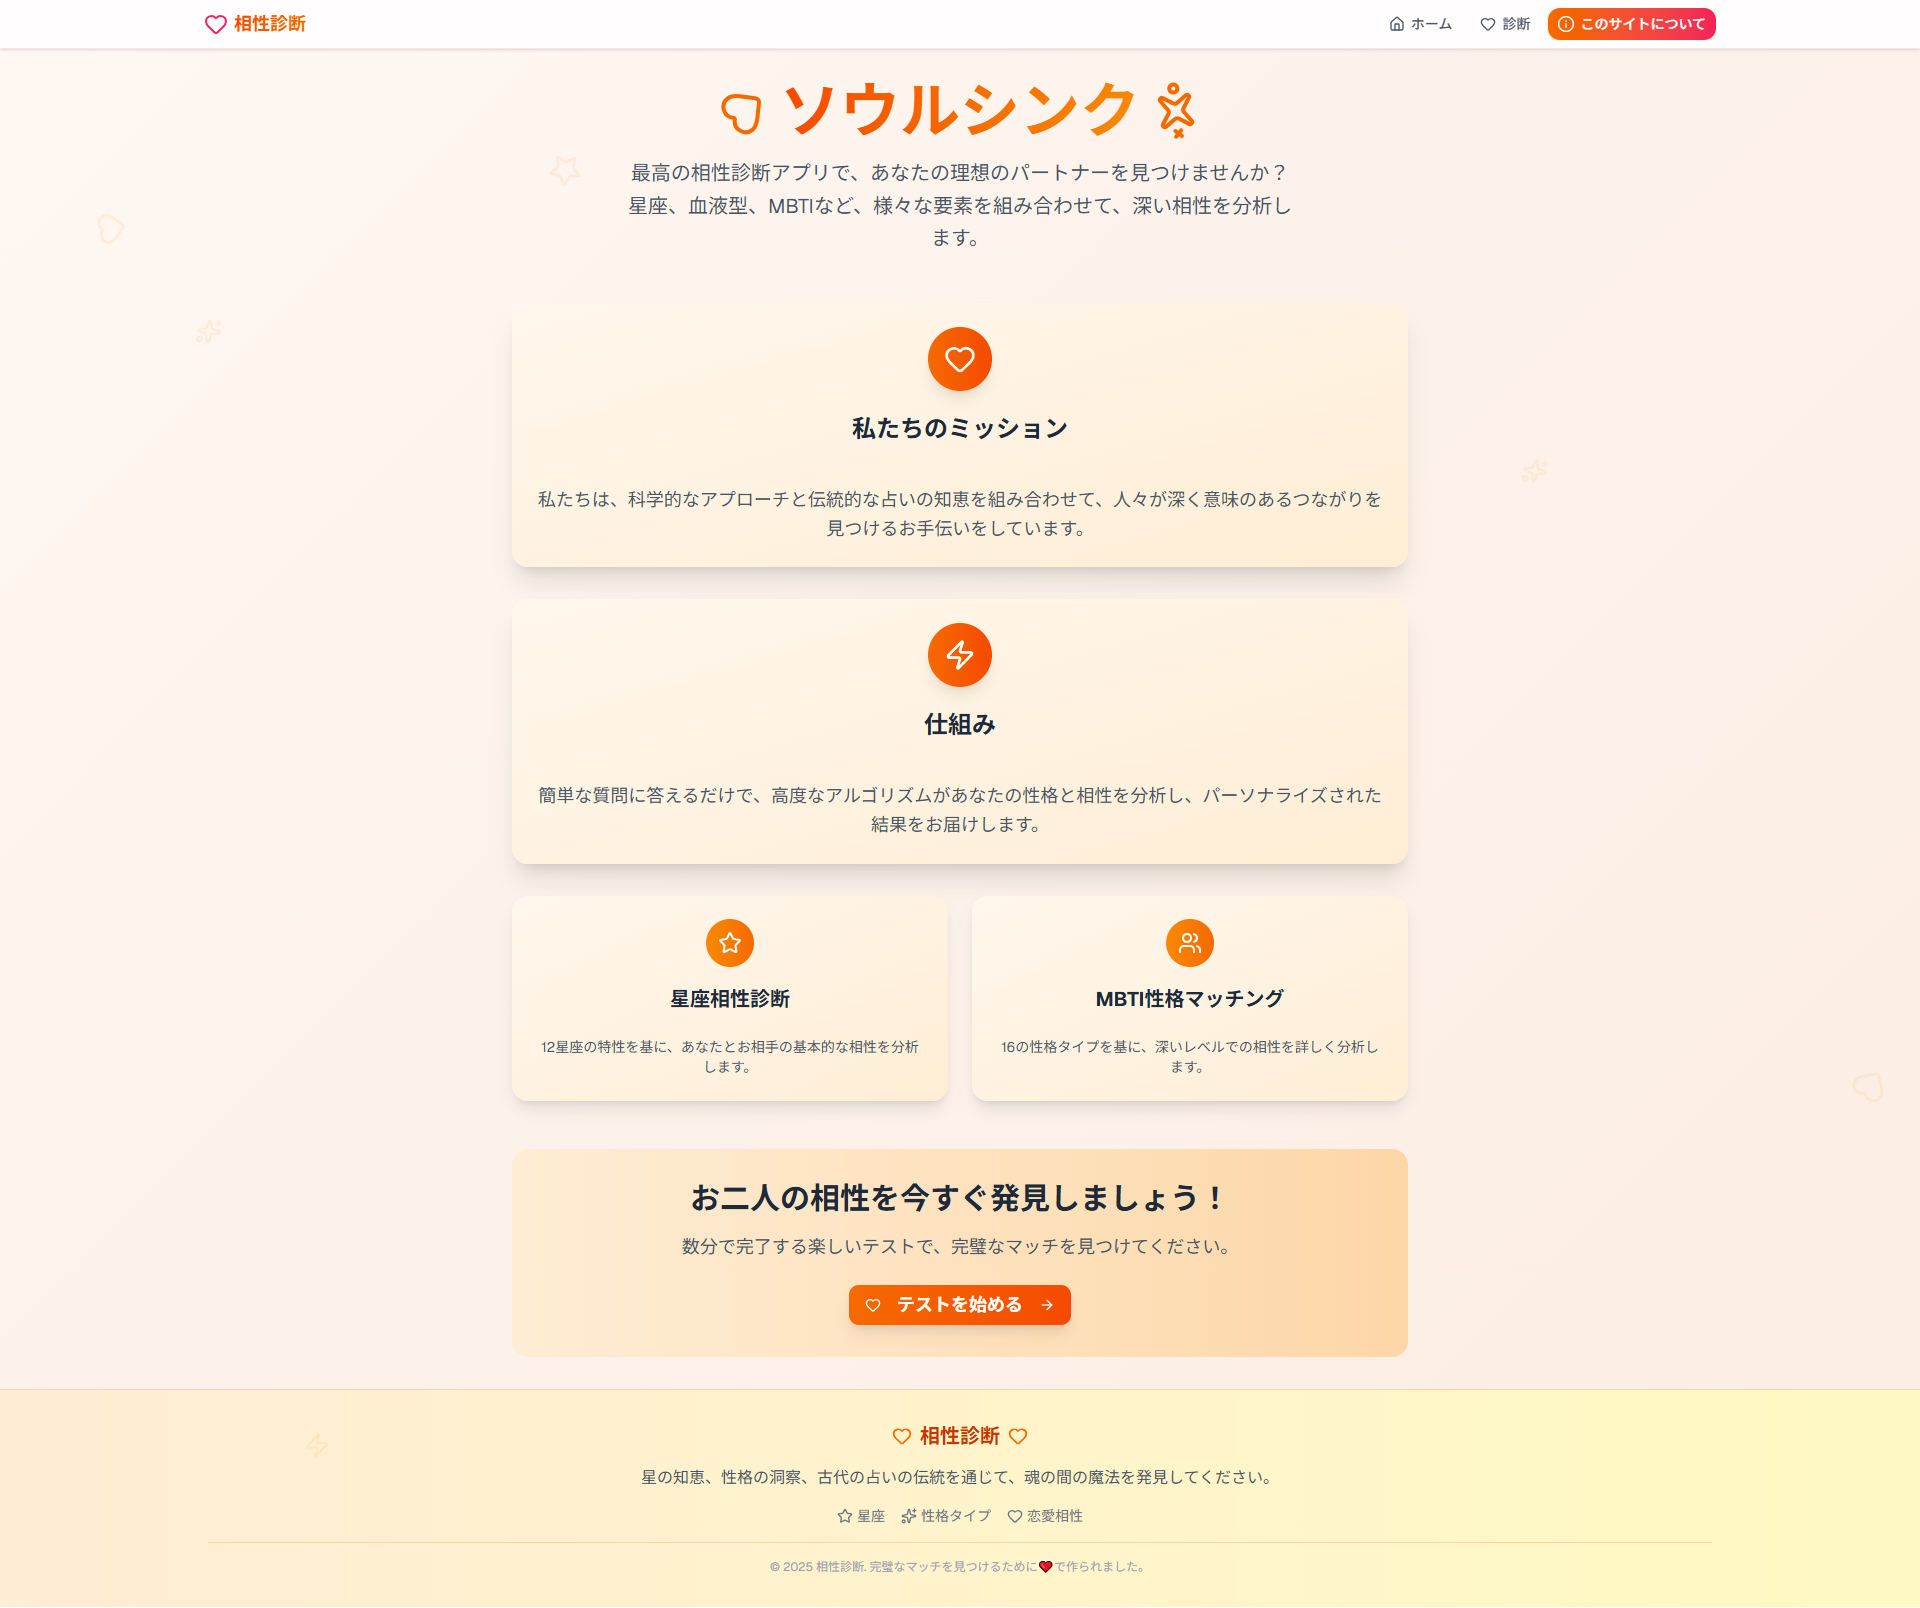 相性診断
ホーム
診断
このサイトについて
ソウルシンク
最高の相性診断アプリで、あなたの理想のパートナーを見つけませんか？
星座、血液型、MBTIなど、様々な要素を組み合わせて、深い相性を分析し
ます。
私たちのミッション
私たちは、科学的なアプローチと伝統的な占いの知恵を組み合わせて、人々が深く意味のあるつながりを
見つけるお手伝いをしています。
仕組み
簡単な質問に答えるだけで、高度なアルゴリズムがあなたの性格と相性を分析し、パーソナライズされた
結果をお届けします。
星座相性診断
12星座の特性を基に、あなたとお相手の基本的な相性を分析
します。
MBTI性格マッチング
16の性格タイプを基に、深いレベルでの相性を詳しく分析し
ます。
お二人の相性を今すぐ発見しましょう！
数分で完了する楽しいテストで、完璧なマッチを見つけてください。
テストを始める
相性診断
星の知恵、性格の洞察、古代の占いの伝統を通じて、魂の間の魔法を発見してください。
星座 性格タイプ 恋愛相性
© 2025 相性診断. 完璧なマッチを見つけるために❤️で作られました。